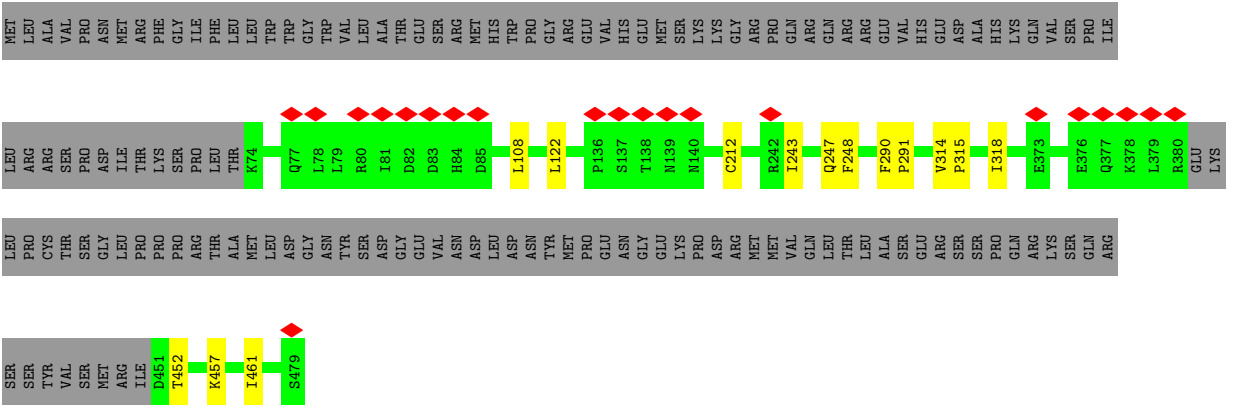 MET LEU ALA VAL PRO ASN MET ARG PHE GLY ILE PHE LEU LEU TRP TRP GLY TRP VAL LEU ALA THR GLU SER ARG MET HIS TRP PRO GLY ARG GLU VAL HIS GLU MET SER LYS LYS GLY ARG PRO GLN ARG GLN ARG ARG GLU VAL HIS GLU ASP ALA HIS LYS GLN VAL SER PRO ILE
LEU ARG ARG SER PRO ASP ILE THR LYS SER PRO LEU THR K74 Q77 L78 L79 R80 I81 D82 D83 H84 D85 L108 L122 P136 S137 T138 N139 N140 C212 R242 I243 Q247 F248 F290 P291 V314 P315 I318 E373 E376 Q377 K378 L379 R380 GLU LYS
LEU PRO CYS THR SER GLY LEU PRO PRO PRO ARG THR ALA MET LEU ASP GLY ASN TYR SER ASP GLY GLU VAL ASN ASP LEU ASP ASN TYR MET PRO GLU ASN GLY GLU LYS PRO ASP ARG MET MET VAL GLN LEU THR LEU ALA SER GLU ARG SER SER PRO GLN ARG LYS SER GLN ARG
SER SER TYR VAL SER MET ARG ILE D451 T452 K457 I461 S479